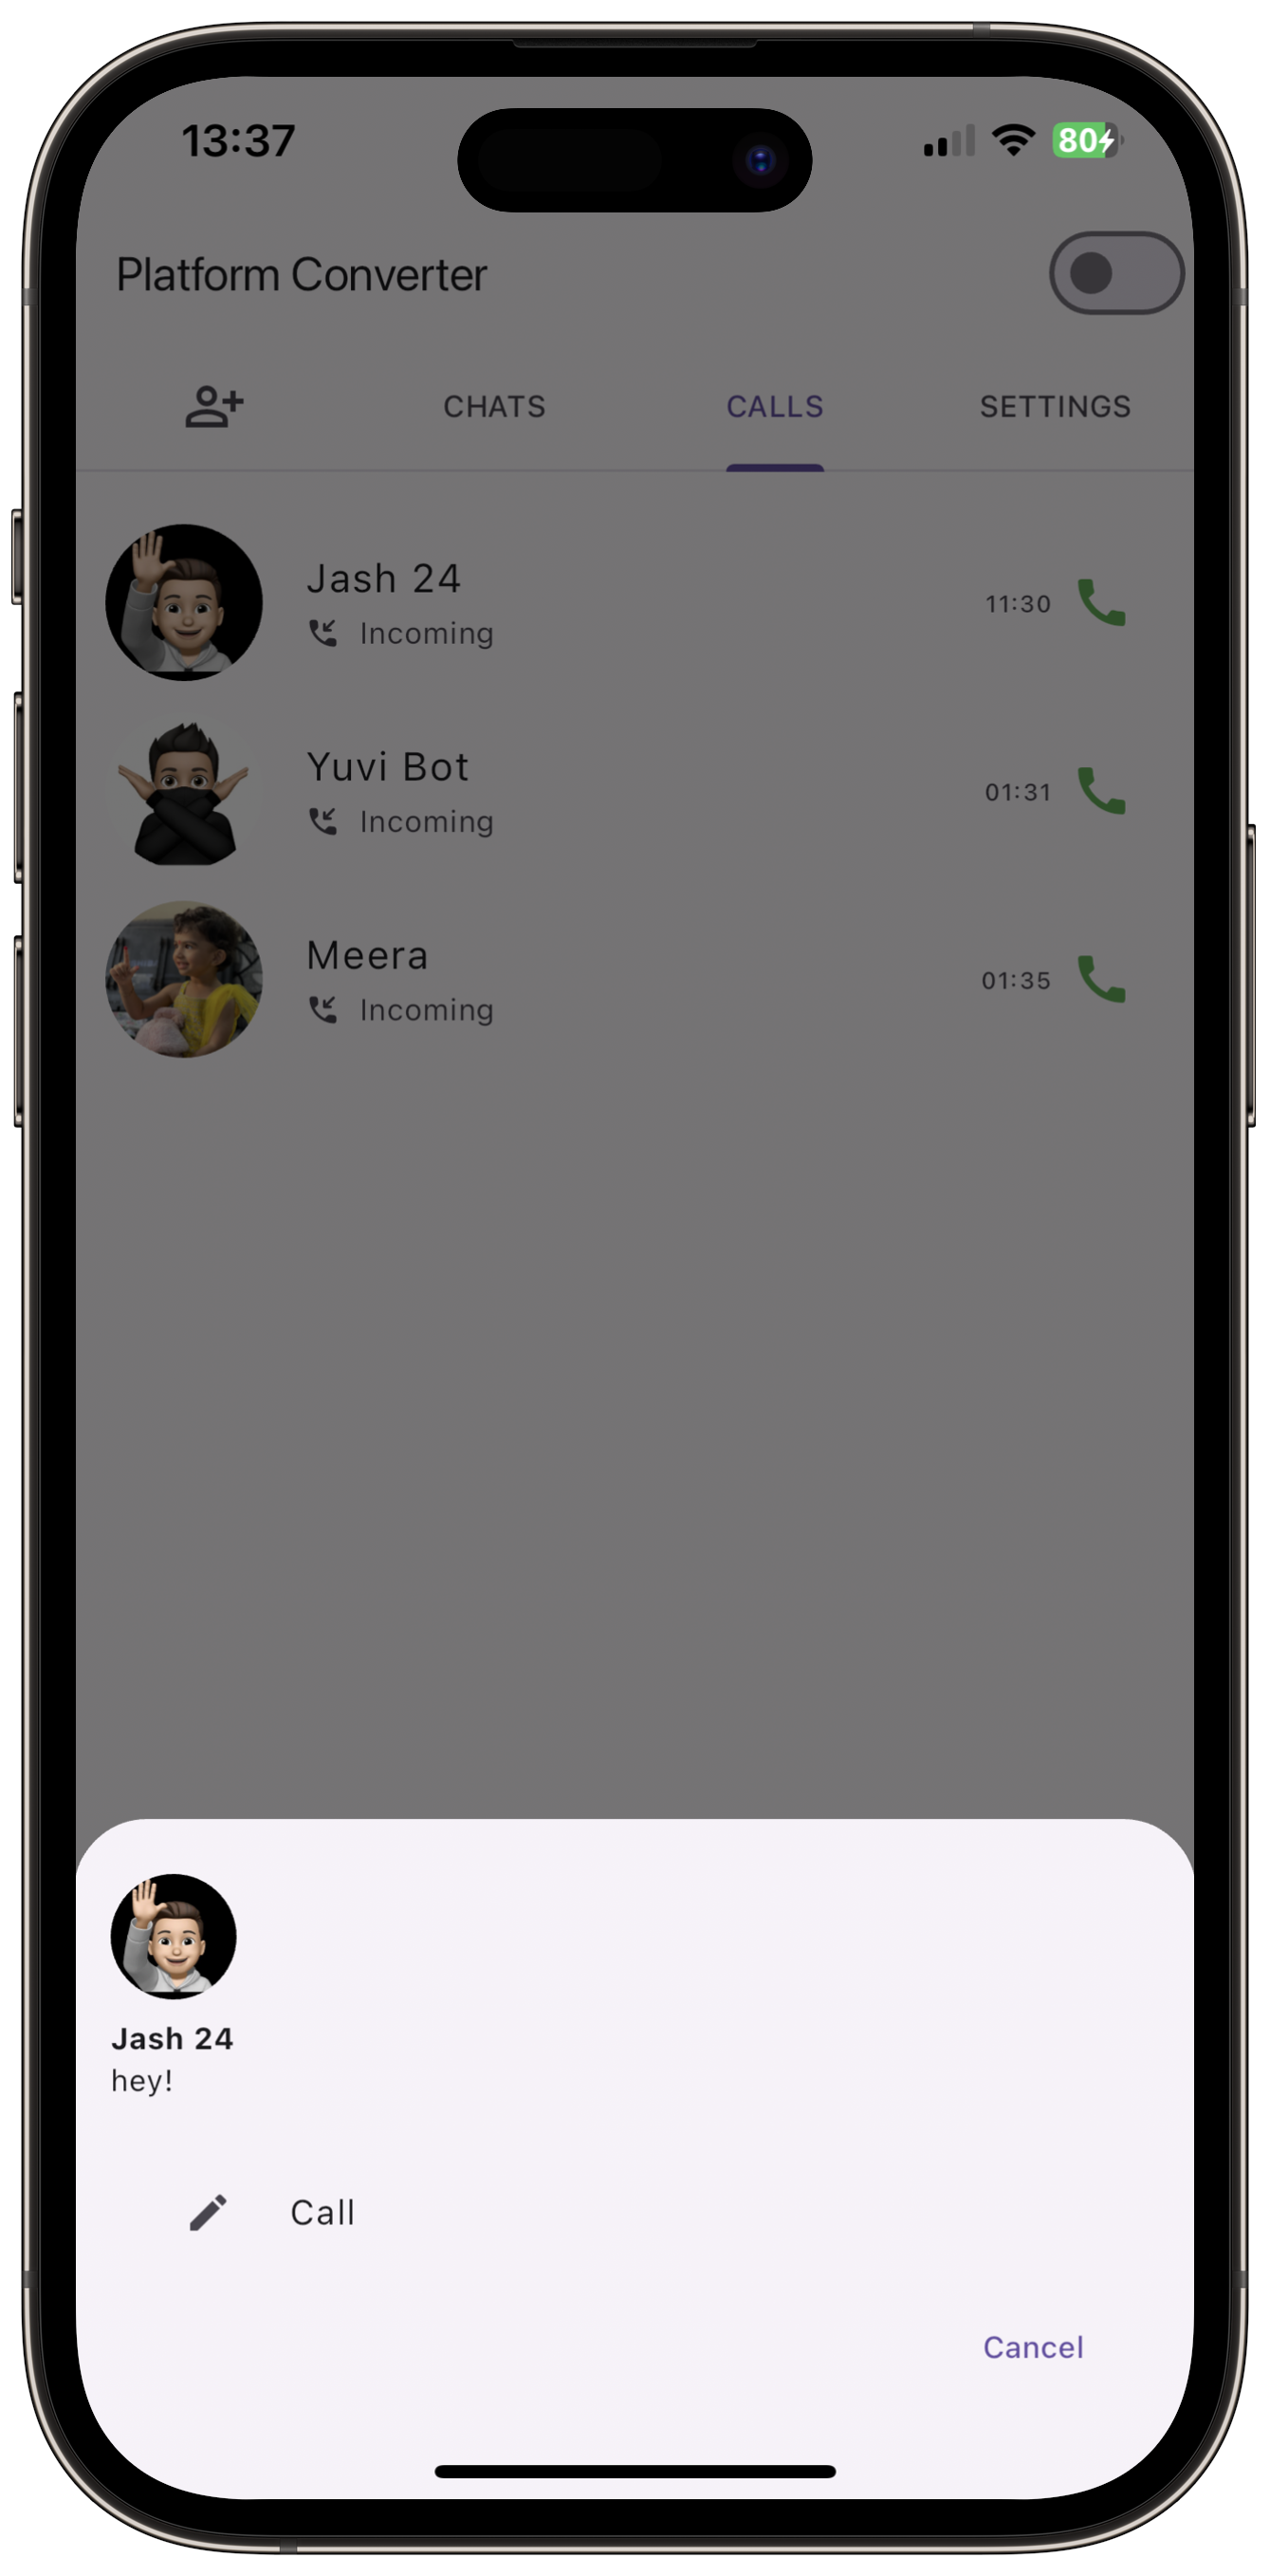 13:37
80
Platform Converter
CHATS CALLS SETTINGS
Jash 24
Incoming
11:30
Yuvi Bot
Incoming
01:31
Meera
Incoming
01:35
Jash 24
hey!
Call
Cancel